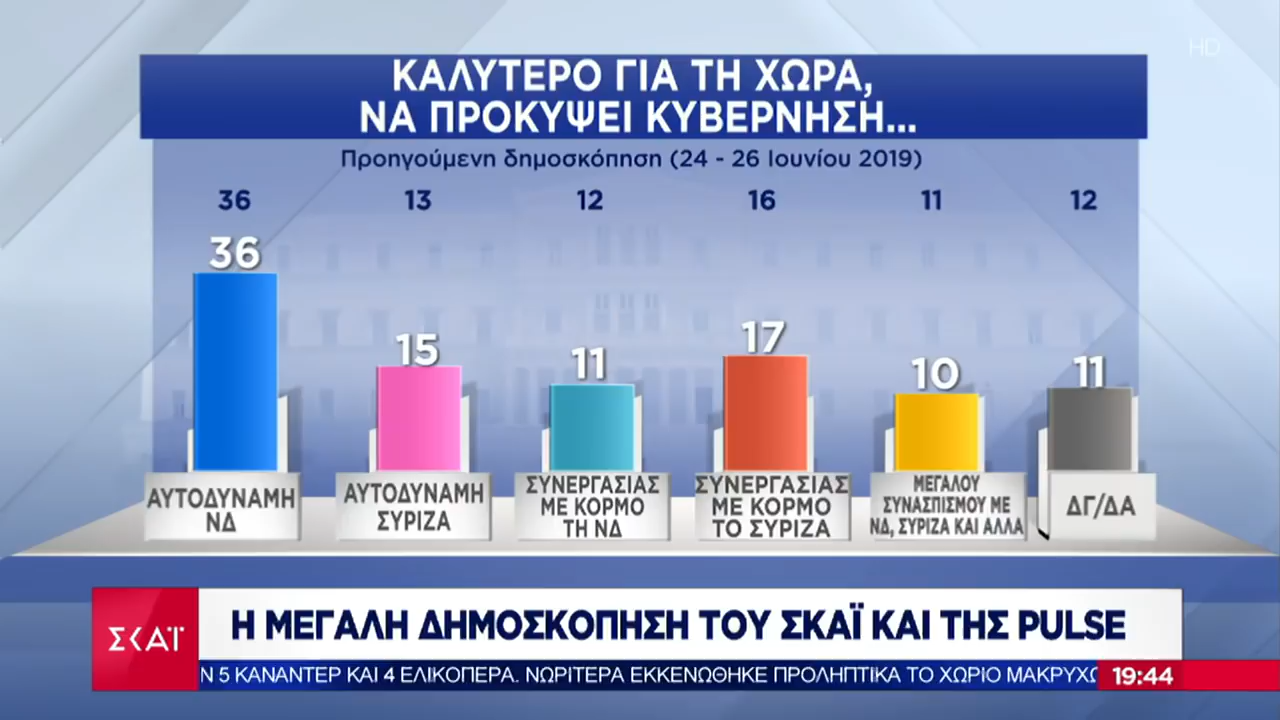 HD
ΚΑΛΥΤΕΡΟ ΓΙΑ ΤΗ ΧΩΡΑ,
ΝΑ ΠΡΟΚΥΨΕΙ ΚΥΒΕΡΝΗΣΗ...
Προηγούμενη δημοσκόπηση (24 - 26 Ιουνίου 2019)
36 13 12 16 11 12
36 15 11 17 10 11
ΑΥΤΟΔΥΝΑΜΗ
ΝΔ
ΑΥΤΟΔΥΝΑΜΗ
ΣΥΡΙΖΑ
ΣΥΝΕΡΓΑΣΙΑΣ
ΜΕ ΚΟΡΜΟ
ΤΗ ΝΔ
ΣΥΝΕΡΓΑΣΙΑΣ
ΜΕ ΚΟΡΜΟ
ΤΟ ΣΥΡΙΖΑ
ΜΕΓΑΛΟΥ
ΣΥΝΑΣΠΙΣΜΟΥ ΜΕ
ΝΔ, ΣΥΡΙΖΑ ΚΑΙ ΑΛΛΑ
ΔΓ/ΔΑ
ΣΚΑΪ
Η ΜΕΓΑΛΗ ΔΗΜΟΣΚΟΠΗΣΗ ΤΟΥ ΣΚΑΪ ΚΑΙ ΤΗΣ PULSE
Ν 5 ΚΑΝΑΝΤΕΡ ΚΑΙ 4 ΕΛΙΚΟΠΕΡΑ. ΝΩΡΙΤΕΡΑ ΕΚΚΕΝΩΘΗΚΕ ΠΡΟΛΗΠΤΙΚΑ ΤΟ ΧΩΡΙΟ ΜΑΚΡΥΧΩ
19:44